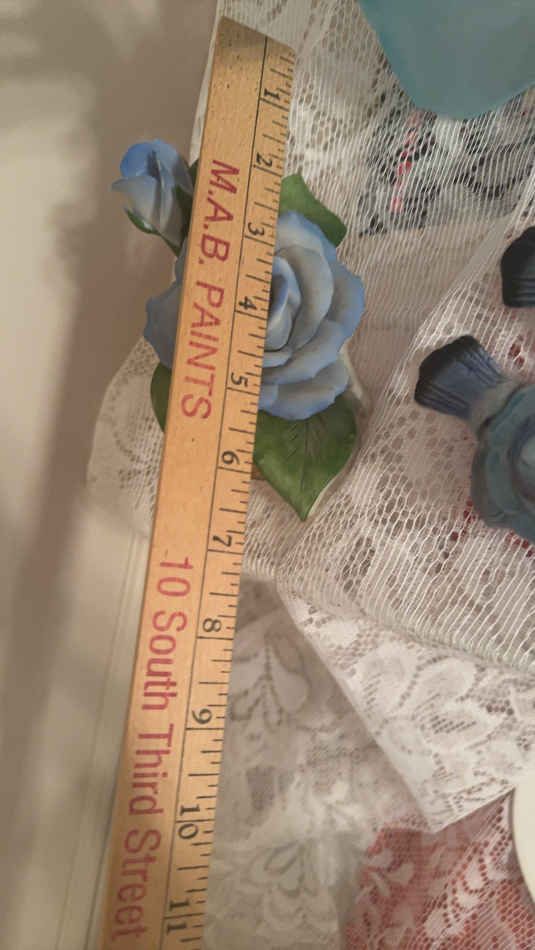 M.A.B. PAINTS
10 South Third Street
1 2 3 4 5 6 7 8 9 10 11